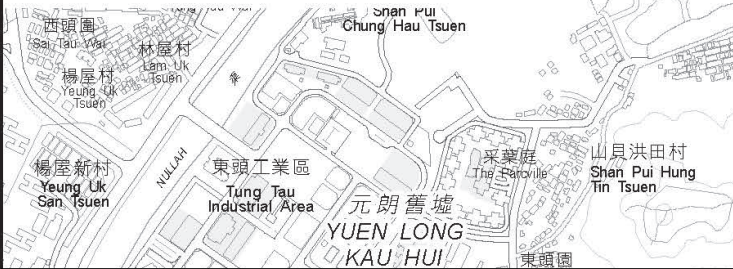 Shan Pui
Chung Hau Tsuen
西頭圍
Sai Tau Wai
林屋村
Lam Uk
Tsuen
楊屋村
Yeung Uk
Tsuen
楊屋新村
Yeung Uk
San Tsuen
渠
NULLAH
東頭工業區
Tung Tau
Industrial Area
采葉庭
The Parcville
山貝洪田村
Shan Pui Hung
Tin Tsuen
元朗舊墟
YUEN LONG
KAU HUI
東頭園